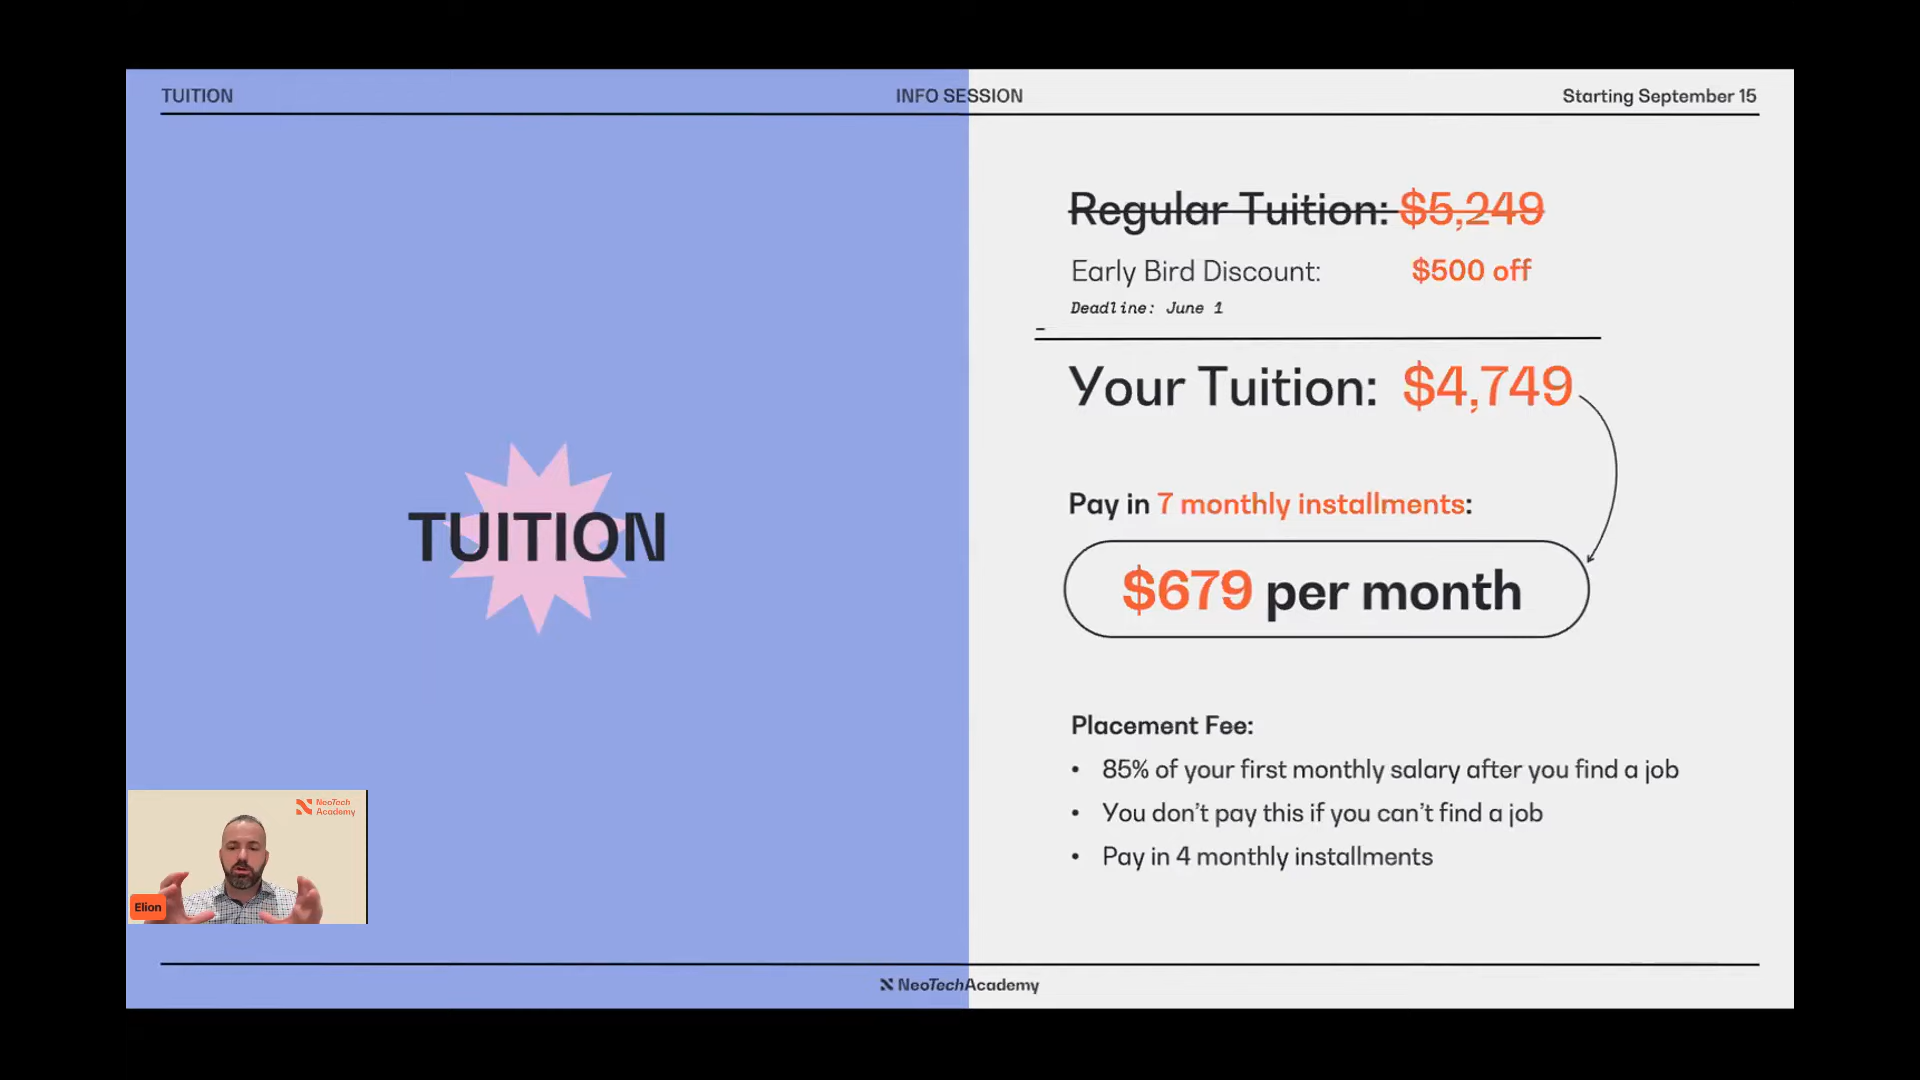 TUITION
INFO SESSION
Starting September 15
Regular Tuition: $5,249
Early Bird Discount: $500 off
Deadline: June 1
Your Tuition: $4,749
Pay in 7 monthly installments:
$679 per month
TUITION
Placement Fee:
• 85% of your first monthly salary after you find a job
• You don't pay this if you can't find a job
• Pay in 4 monthly installments
NeoTech
Academy
Elion
NeoTechAcademy